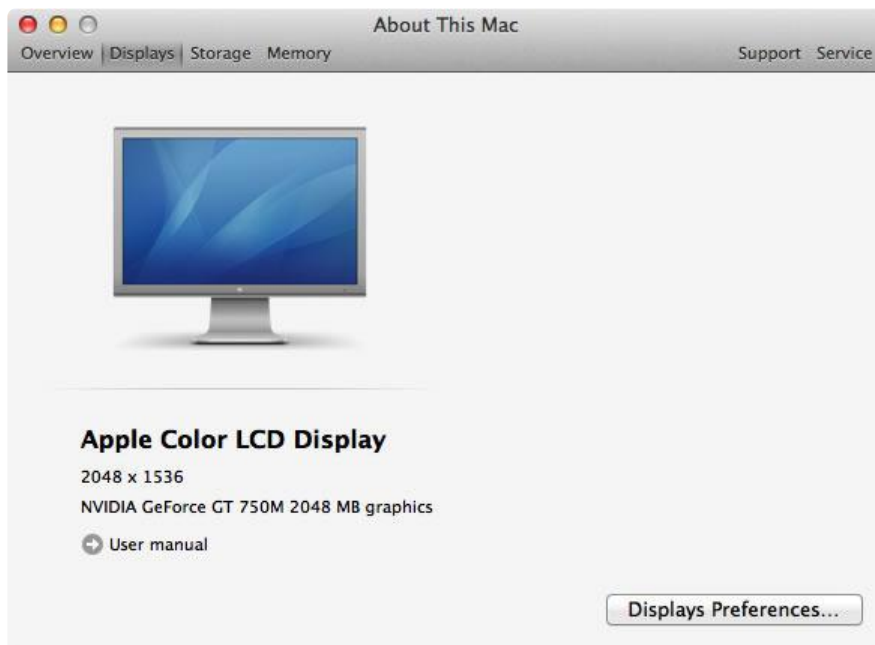 About This Mac
Overview Displays Storage Memory Support Service
Apple Color LCD Display
2048 x 1536
NVIDIA GeForce GT 750M 2048 MB graphics
User manual
Displays Preferences...